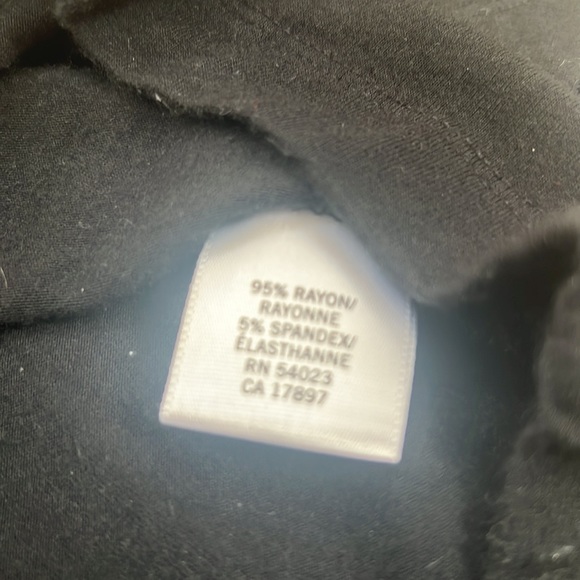 95% RAYON/
RAYONNE
5% SPANDEX/
ÉLASTHANNE
RN 54023
CA 17897